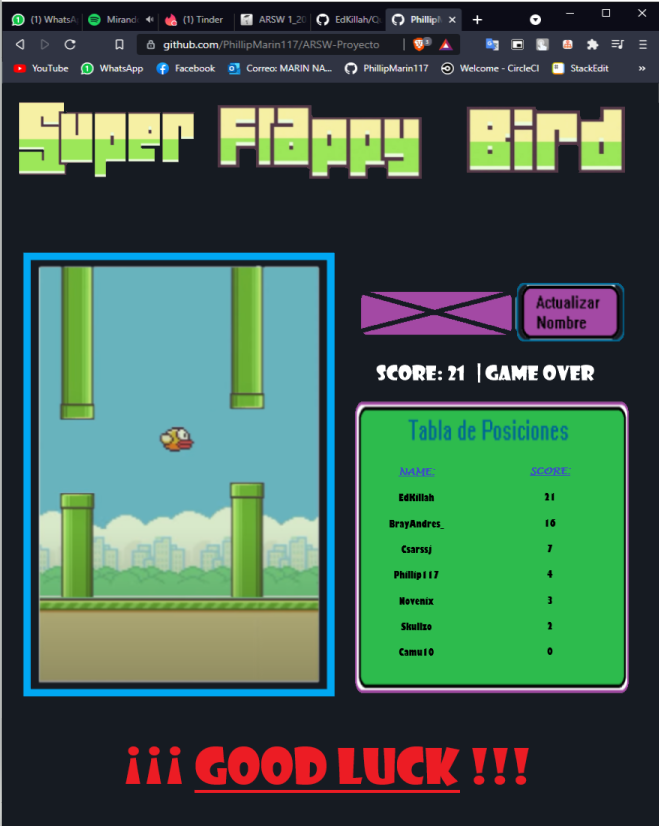 (1) WhatsA
Mirand
(1) Tinder
ARSW 1_20
EdKillah/Q
PhillipM
github.com/PhillipMarin117/ARSW-Proyecto
YouTube
WhatsApp
Facebook
Correo: MARIN NA...
PhillipMarin117
Welcome - CircleCI
StackEdit
»
Super Flappy Bird
Actualizar
Nombre
SCORE: 21 | GAME OVER
Tabla de Posiciones
NAME: SCORE:
EdKillah 21
BrayAndres_ 16
Csarssj 7
Phillip117 4
Novenix 3
Skullzo 2
Camu10 0
¡¡¡ GOOD LUCK !!!